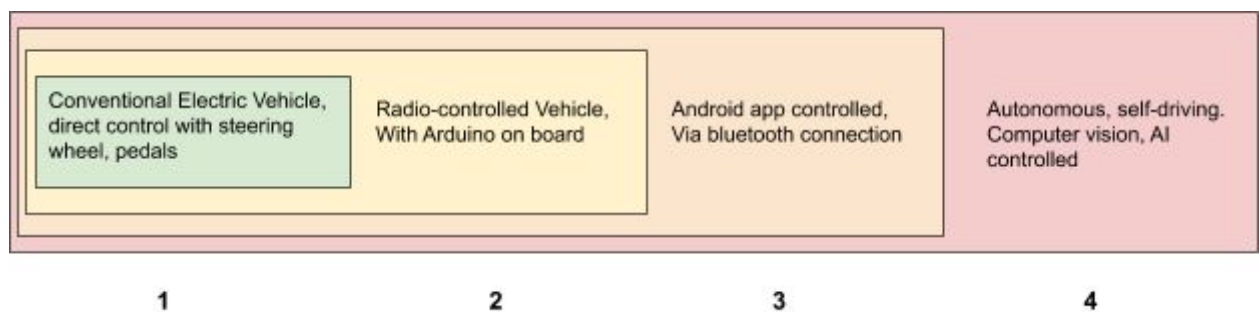 Conventional Electric Vehicle,
direct control with steering
wheel, pedals
Radio-controlled Vehicle,
With Arduino on board
Android app controlled,
Via bluetooth connection
Autonomous, self-driving.
Computer vision, AI
controlled
1
2
3
4